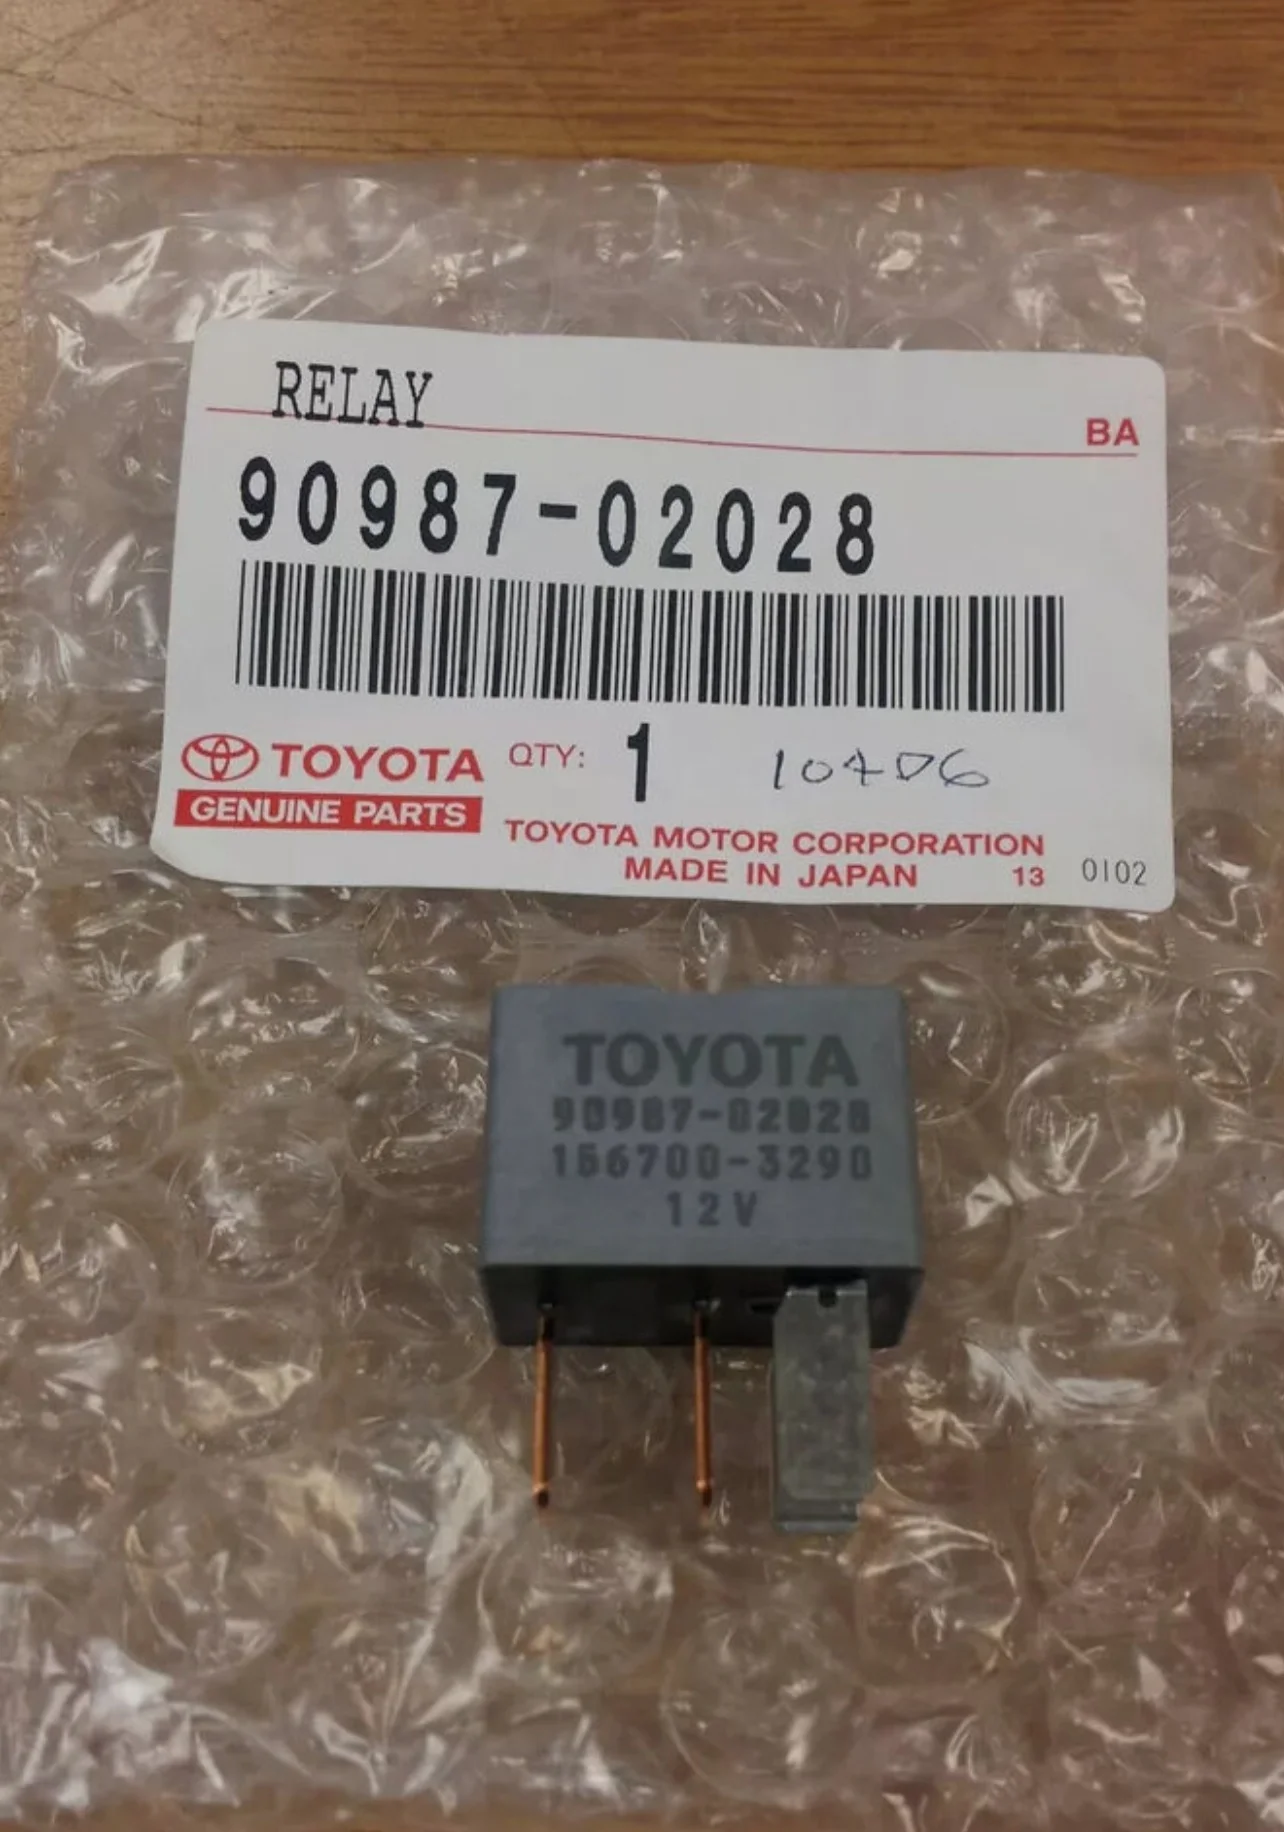 RELAY
BA
90987-02028
TOYOTA QTY: 1 10406
GENUINE PARTS
TOYOTA MOTOR CORPORATION
MADE IN JAPAN 13 0102
TOYOTA
90987-02028
156700-3290
12V